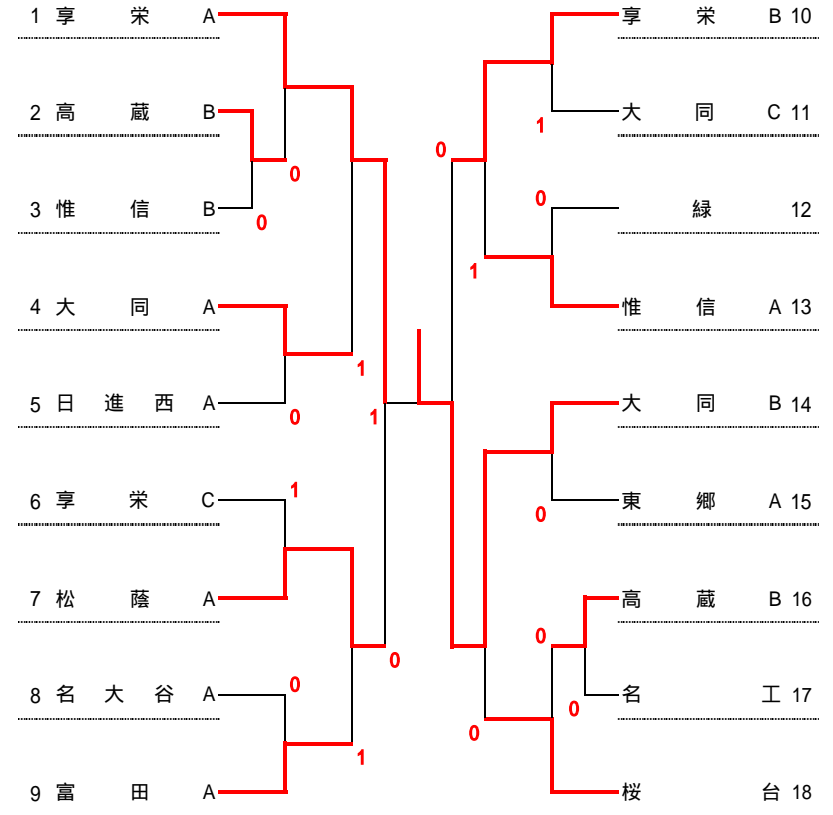 1 享 栄 A
享 栄 B 10
2 高 蔵 B
大 同 C 11
1
0
0
3 惟 信 B
0
0
緑 12
1
4 大 同 A
惟 信 A 13
1
5 日 進 西 A
0
1
大 同 B 14
6 享 栄 C
1
東 郷 A 15
0
7 松 蔭 A
高 蔵 B 16
0
0
8 名 大 谷 A
0
名 工 17
0
0
1
9 富 田 A
桜 台 18